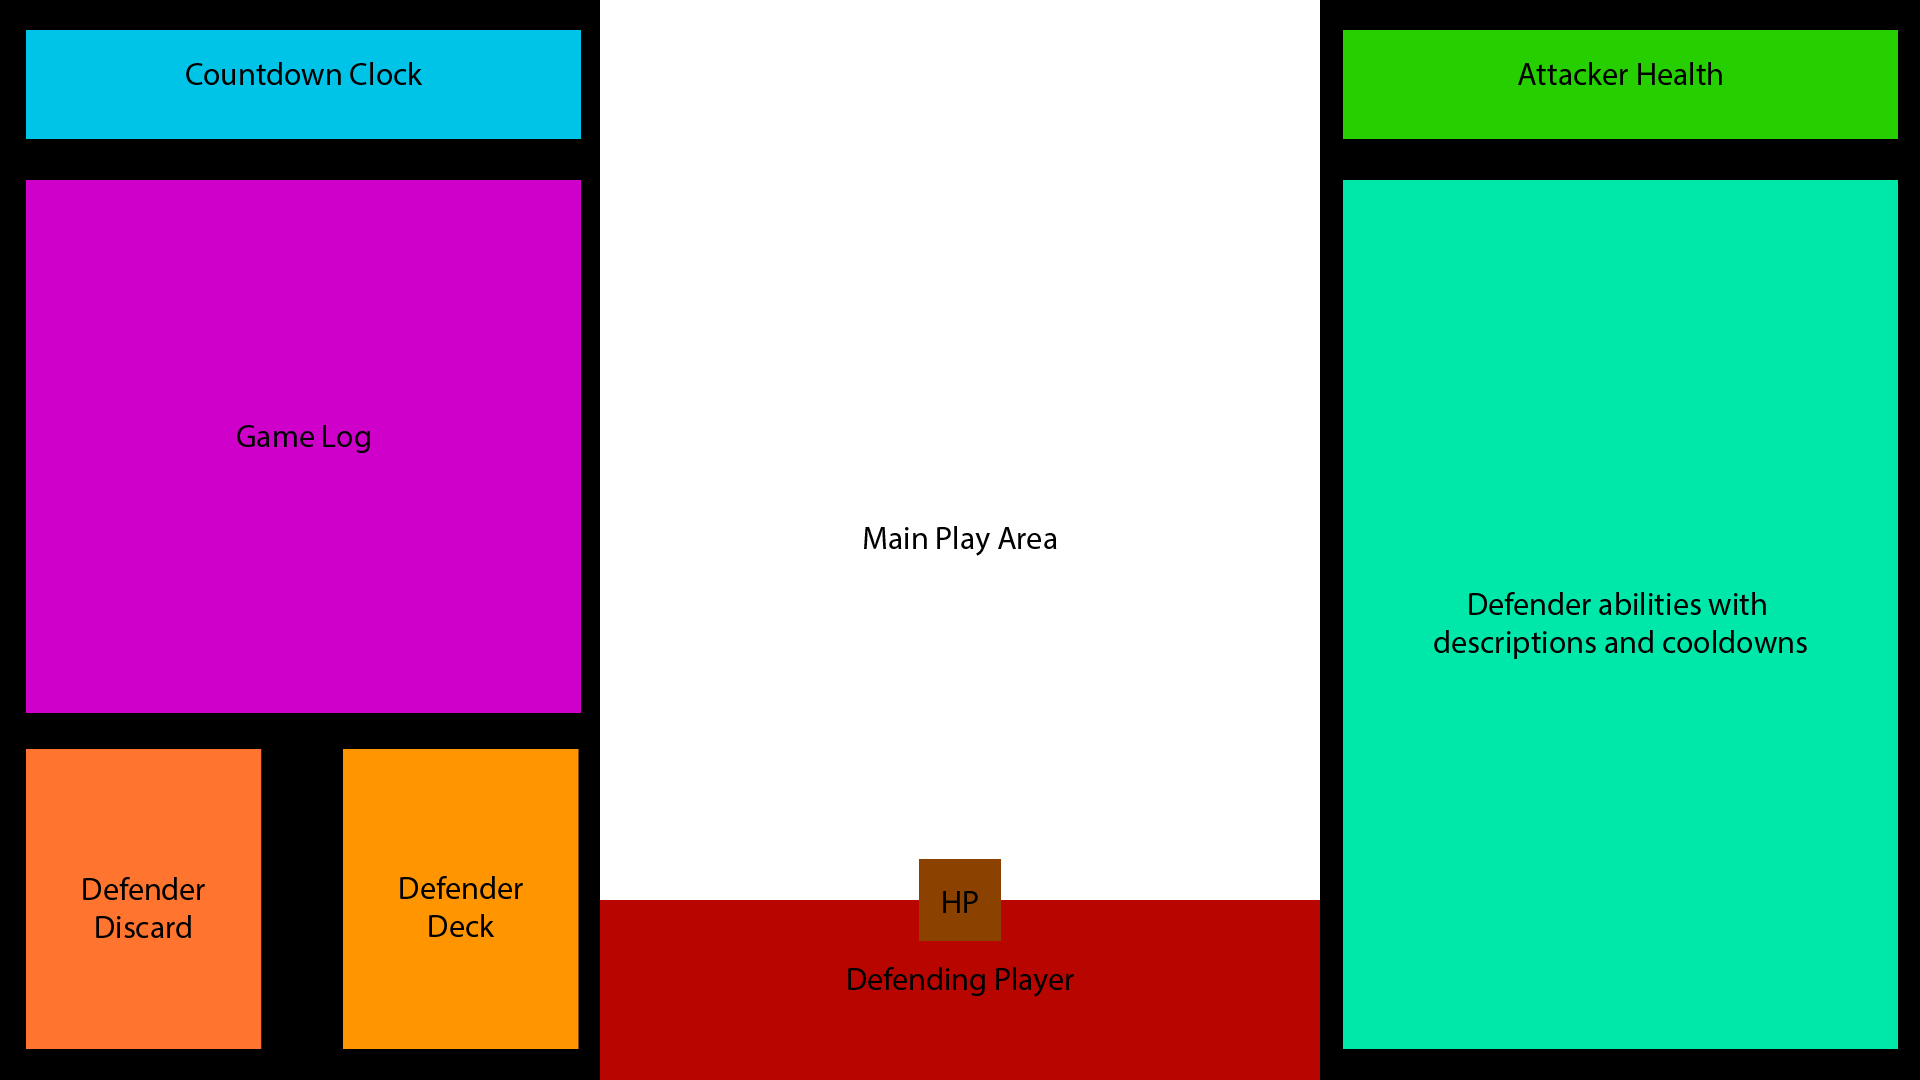 Countdown Clock
Attacker Health
Game Log
Main Play Area
Defender abilities with
descriptions and cooldowns
Defender
Discard
Defender
Deck
HP
Defending Player